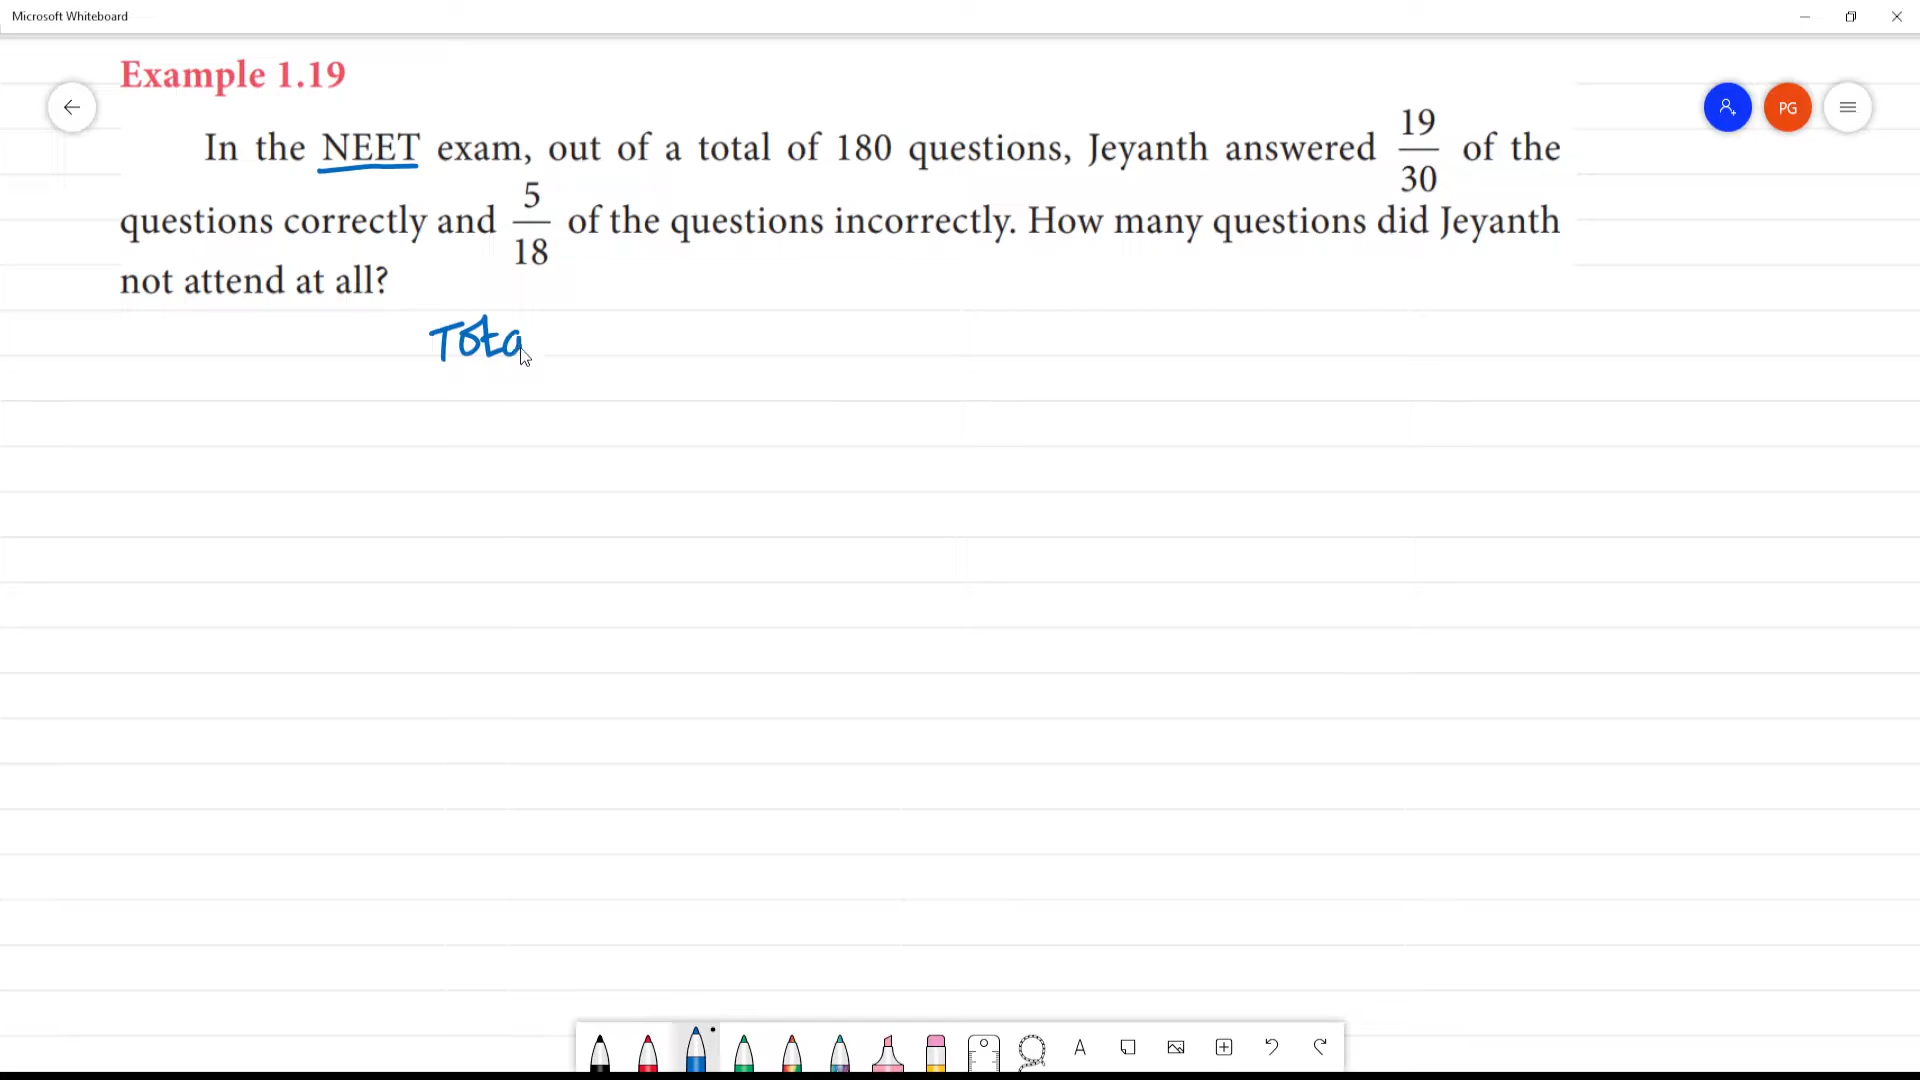 Microsoft Whiteboard
Example 1.19
PG
In the NEET exam, out of a total of 180 questions, Jeyanth answered 19/30 of the
questions correctly and 5/18 of the questions incorrectly. How many questions did Jeyanth
not attend at all?
Tota
A